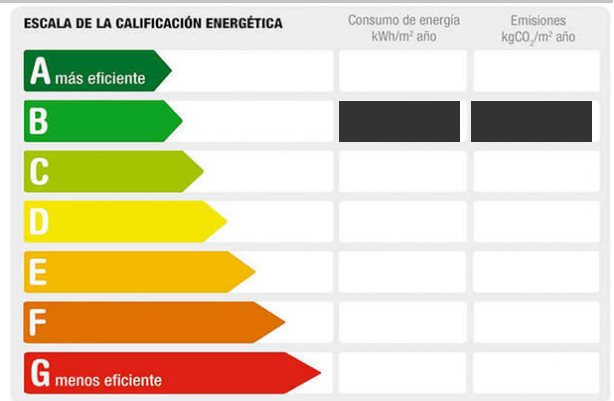 ESCALA DE LA CALIFICACIÓN ENERGÉTICA
Consumo de energía
kWh/m² año
Emisiones
kgCO₂/m² año
A más eficiente
B
C
D
E
F
G menos eficiente